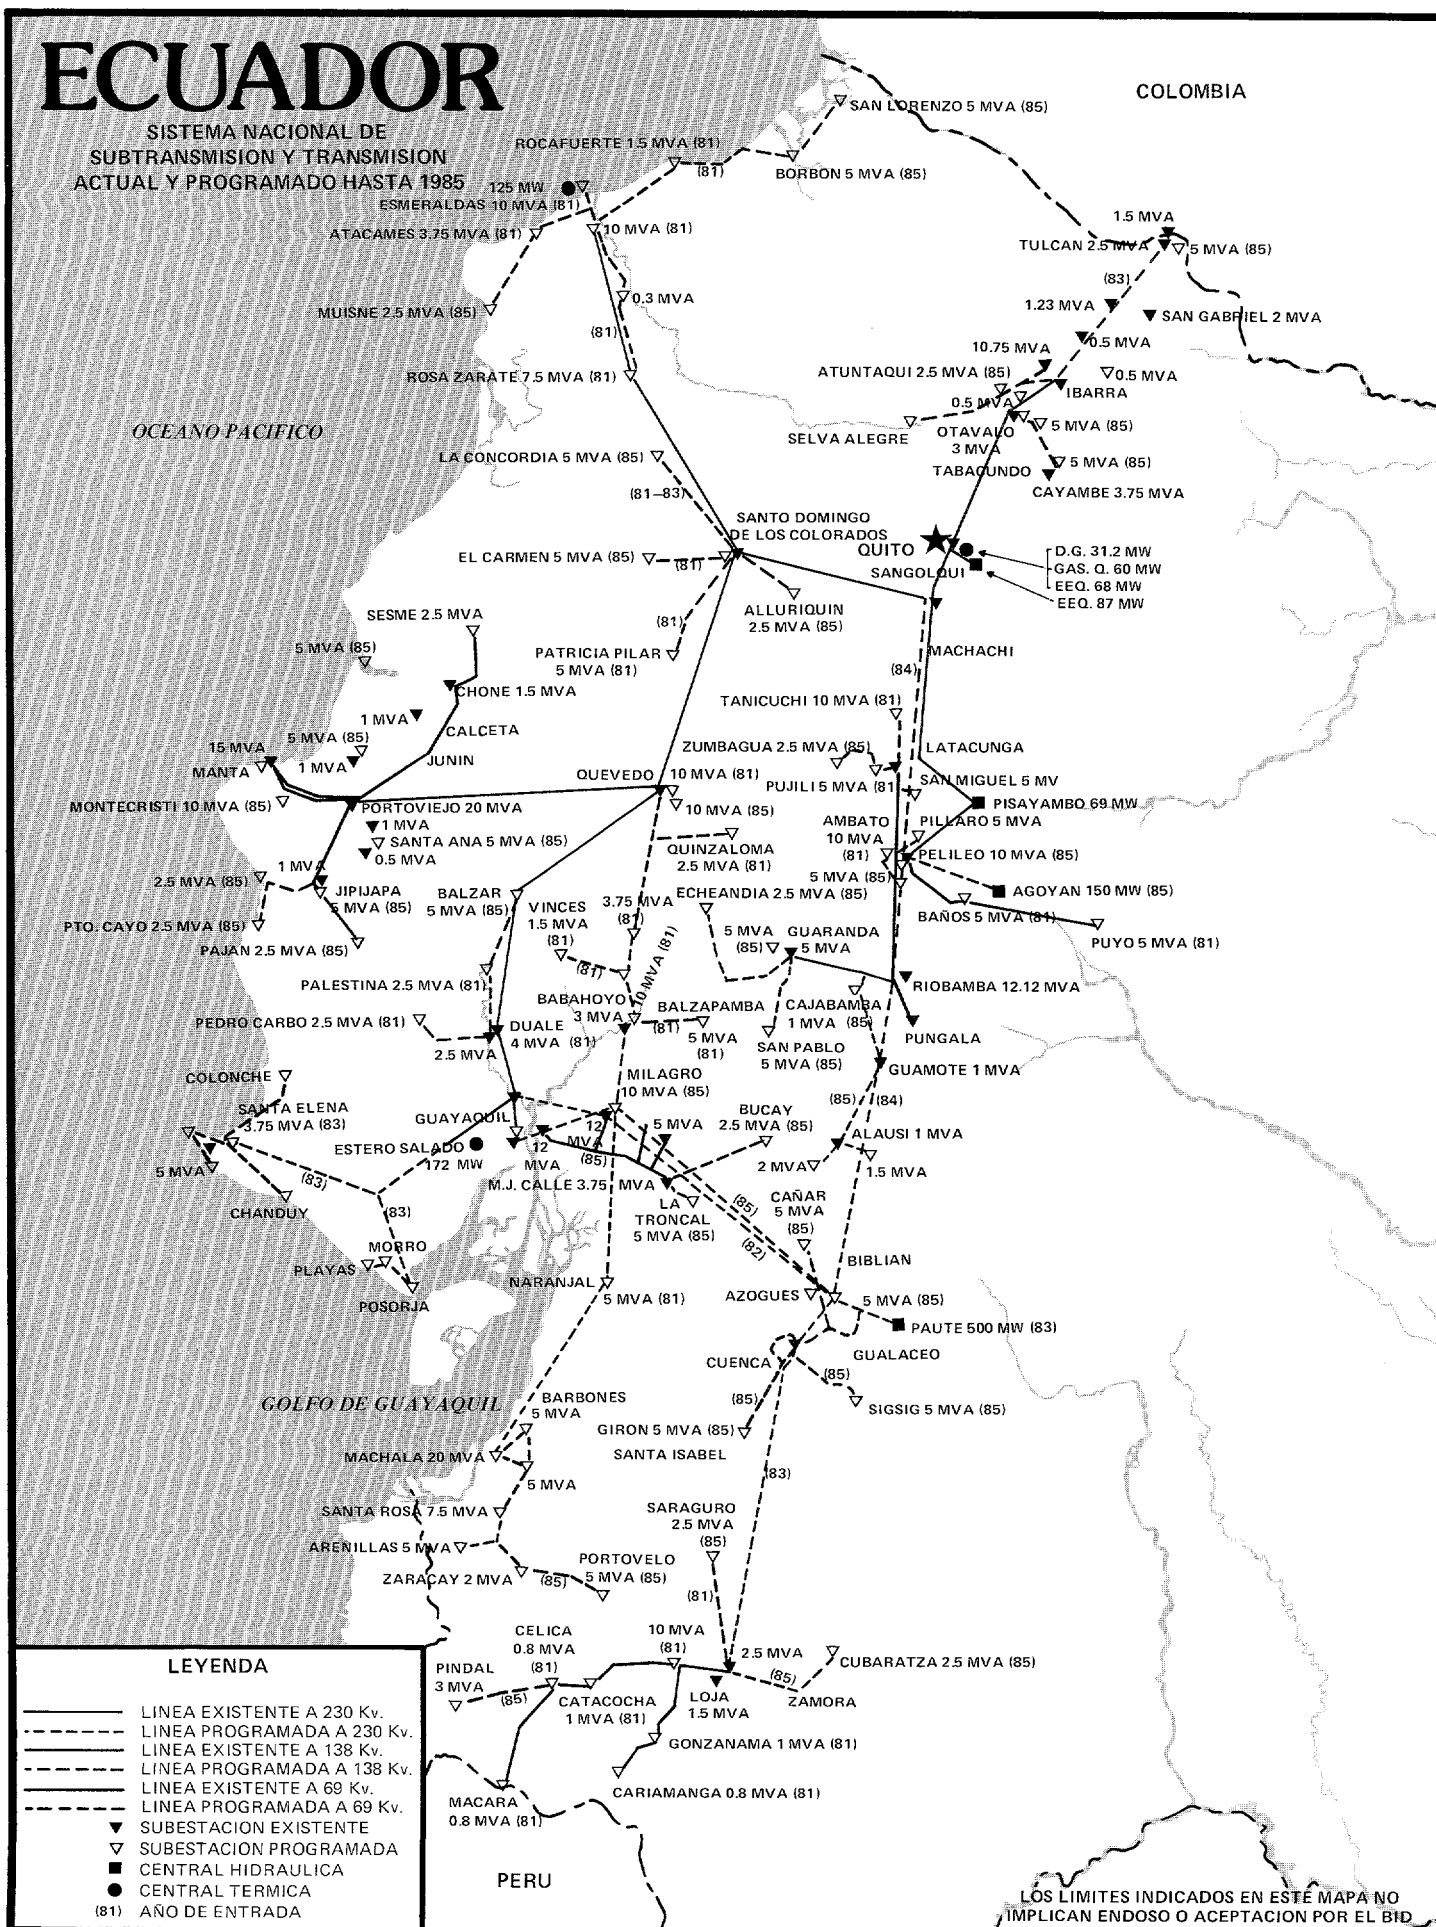 ECUADOR
SISTEMA NACIONAL DE
SUBTRANSMISION Y TRANSMISION
ACTUAL Y PROGRAMADO HASTA 1985
COLOMBIA
SAN LORENZO 5 MVA (85)
ROCAFUERTE 1.5 MVA (81)
(81)
BORBON 5 MVA (85)
125 MW
ESMERALDAS 10 MVA (81)
ATACAMES 3.75 MVA (81)
10 MVA (81)
1.5 MVA
TULCAN 2.5 MVA
5 MVA (85)
(83)
0.3 MVA
MUISNE 2.5 MVA (85)
1.23 MVA
SAN GABRIEL 2 MVA
(81)
0.5 MVA
10.75 MVA
ROSA ZARATE 7.5 MVA (81)
ATUNTAQUI 2.5 MVA (85)
0.5 MVA
IBARRA
0.5 MVA
OCEANO PACIFICO
SELVA ALEGRE
OTAVALO
3 MVA
5 MVA (85)
LA CONCORDIA 5 MVA (85)
TABACUNDO
5 MVA (85)
(81-83)
CAYAMBE 3.75 MVA
SANTO DOMINGO
DE LOS COLORADOS
QUITO
EL CARMEN 5 MVA (85)
(81)
SANGOLQUI
D.G. 31.2 MW
GAS. Q. 60 MW
EEQ. 68 MW
EEQ. 87 MW
SESME 2.5 MVA
ALLURIQUIN
2.5 MVA (85)
(81)
5 MVA (85)
PATRICIA PILAR
5 MVA (81)
MACHACHI
(84)
CHONE 1.5 MVA
TANICUCHI 10 MVA (81)
1 MVA
CALCETA
5 MVA (85)
15 MVA
ZUMBAGUA 2.5 MVA (85)
LATACUNGA
MANTA
1 MVA
JUNIN
QUEVEDO
10 MVA (81)
PUJILI 5 MVA (81
SAN MIGUEL 5 MV
MONTECRISTI 10 MVA (85)
PORTOVIEJO 20 MVA
10 MVA (85)
PISAYAMBO 69 MW
1 MVA
AMBATO
10 MVA
(81)
PILLARO 5 MVA
SANTA ANA 5 MVA (85)
0.5 MVA
QUINZALOMA
2.5 MVA (81)
PELILEO 10 MVA (85)
1 MVA
2.5 MVA (85)
JIPIJAPA
5 MVA (85)
BALZAR
5 MVA (85)
VINCES
1.5 MVA
(81)
3.75 MVA
(81)
ECHEANDIA 2.5 MVA (85)
5 MVA (85)
AGOYAN 150 MW (85)
BAÑOS 5 MVA (81)
PTO. CAYO 2.5 MVA (85)
PAJAN 2.5 MVA (85)
5 MVA
(85)
GUARANDA
5 MVA
PUYO 5 MVA (81)
(81)
10 MVA (81)
PALESTINA 2.5 MVA (81)
RIOBAMBA 12.12 MVA
BABAHOYO
3 MVA
BALZAPAMBA
CAJABAMBA
1 MVA (85)
PEDRO CARBO 2.5 MVA (81)
DUALE
4 MVA (81)
(81)
5 MVA
(81)
SAN PABLO
5 MVA (85)
PUNGALA
2.5 MVA
COLONCHE
MILAGRO
10 MVA (85)
GUAMOTE 1 MVA
(85)
(84)
SANTA ELENA
3.75 MVA (83)
GUAYAQUIL
5 MVA
BUCAY
2.5 MVA (85)
ESTERO SALADO
172 MW
12
MVA
12
MVA
(85)
ALAUSI 1 MVA
5 MVA
2 MVA
1.5 MVA
(83)
M.J. CALLE 3.75 MVA
CHANDUY
LA
TRONCAL
5 MVA (85)
(85)
(82)
CAÑAR
5 MVA
(85)
(83)
MORRO
PLAYAS
BIBLIAN
NARANJAL
5 MVA (81)
AZOGUES
5 MVA (85)
POSORJA
PAUTE 500 MW (83)
CUENCA
GUALACEO
(85)
GOLFO DE GUAYAQUIL
BARBONES
5 MVA
(85)
SIGSIG 5 MVA (85)
GIRON 5 MVA (85)
MACHALA 20 MVA
SANTA ISABEL
5 MVA
(83)
SANTA ROSA 7.5 MVA
SARAGURO
2.5 MVA
(85)
ARENILLAS 5 MVA
ZARACAY 2 MVA
(85)
PORTOVELO
5 MVA (85)
(81)
CELICA
0.8 MVA
(81)
10 MVA
(81)
2.5 MVA
CUBARATZA 2.5 MVA (85)
PINDAL
3 MVA
(85)
CATACOCHA
1 MVA (81)
LOJA
1.5 MVA
(85)
ZAMORA
GONZANAMA 1 MVA (81)
CARIAMANGA 0.8 MVA (81)
MACARA
0.8 MVA (81)
PERU
LEYENDA
LINEA EXISTENTE A 230 Kv.
LINEA PROGRAMADA A 230 Kv.
LINEA EXISTENTE A 138 Kv.
LINEA PROGRAMADA A 138 Kv.
LINEA EXISTENTE A 69 Kv.
LINEA PROGRAMADA A 69 Kv.
SUBESTACION EXISTENTE
SUBESTACION PROGRAMADA
CENTRAL HIDRAULICA
CENTRAL TERMICA
(81) AÑO DE ENTRADA
LOS LIMITES INDICADOS EN ESTE MAPA NO
IMPLICAN ENDOSO O ACEPTACION POR EL BID